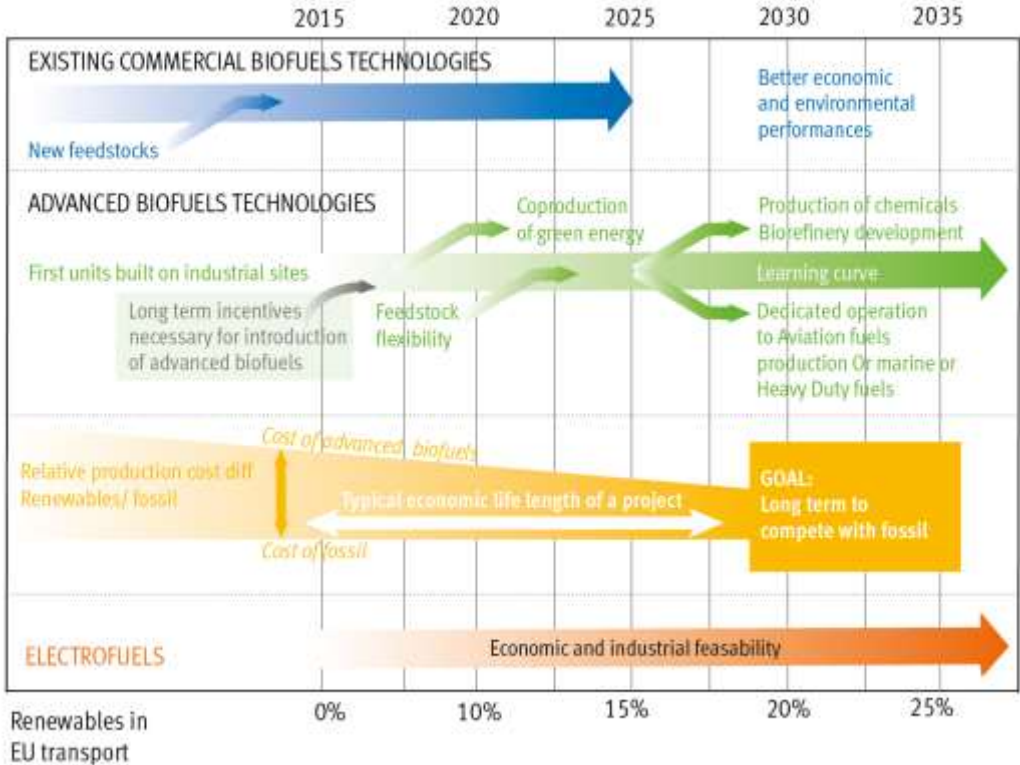 2015 2020 2025 2030 2035
EXISTING COMMERCIAL BIOFUELS TECHNOLOGIES
New feedstocks
Better economic
and environmental
performances
ADVANCED BIOFUELS TECHNOLOGIES
First units built on industrial sites
Long term incentives
necessary for introduction
of advanced biofuels
Coproduction
of green energy
Feedstock
flexibility
Production of chemicals
Biorefinery development
Learning curve
Dedicated operation
to Aviation fuels
production Or marine or
Heavy Duty fuels
Cost of advanced biofuels
Relative production cost diff
Renewables/ fossil
Typical economic life length of a project
Cost of fossil
GOAL:
Long term to
compete with fossil
ELECTROFUELS
Economic and industrial feasability
Renewables in
EU transport
0% 10% 15% 20% 25%